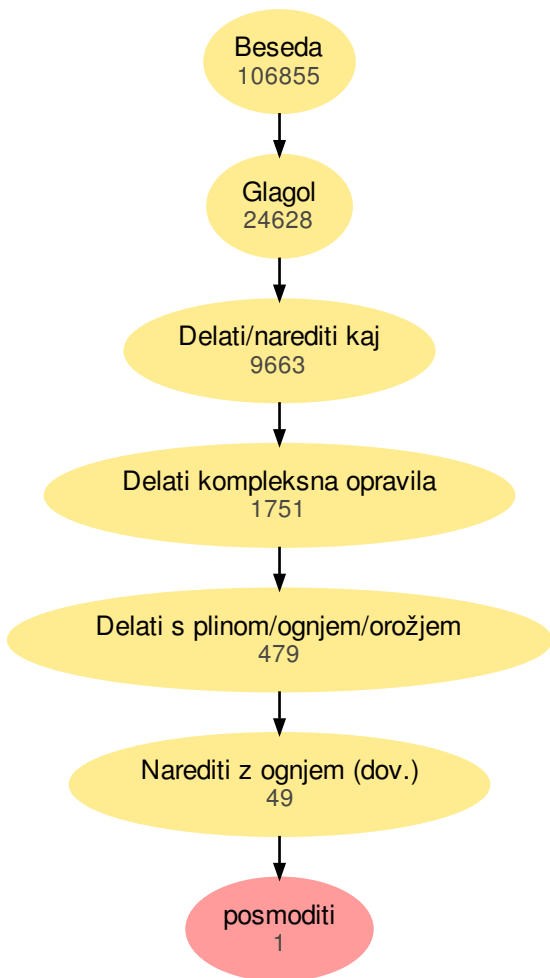 Beseda
106855
Glagol
24628
Delati/narediti kaj
9663
Delati kompleksna opravila
1751
Delati s plinom/ognjem/orožjem
479
Narediti z ognjem (dov.)
49
posmoditi
1